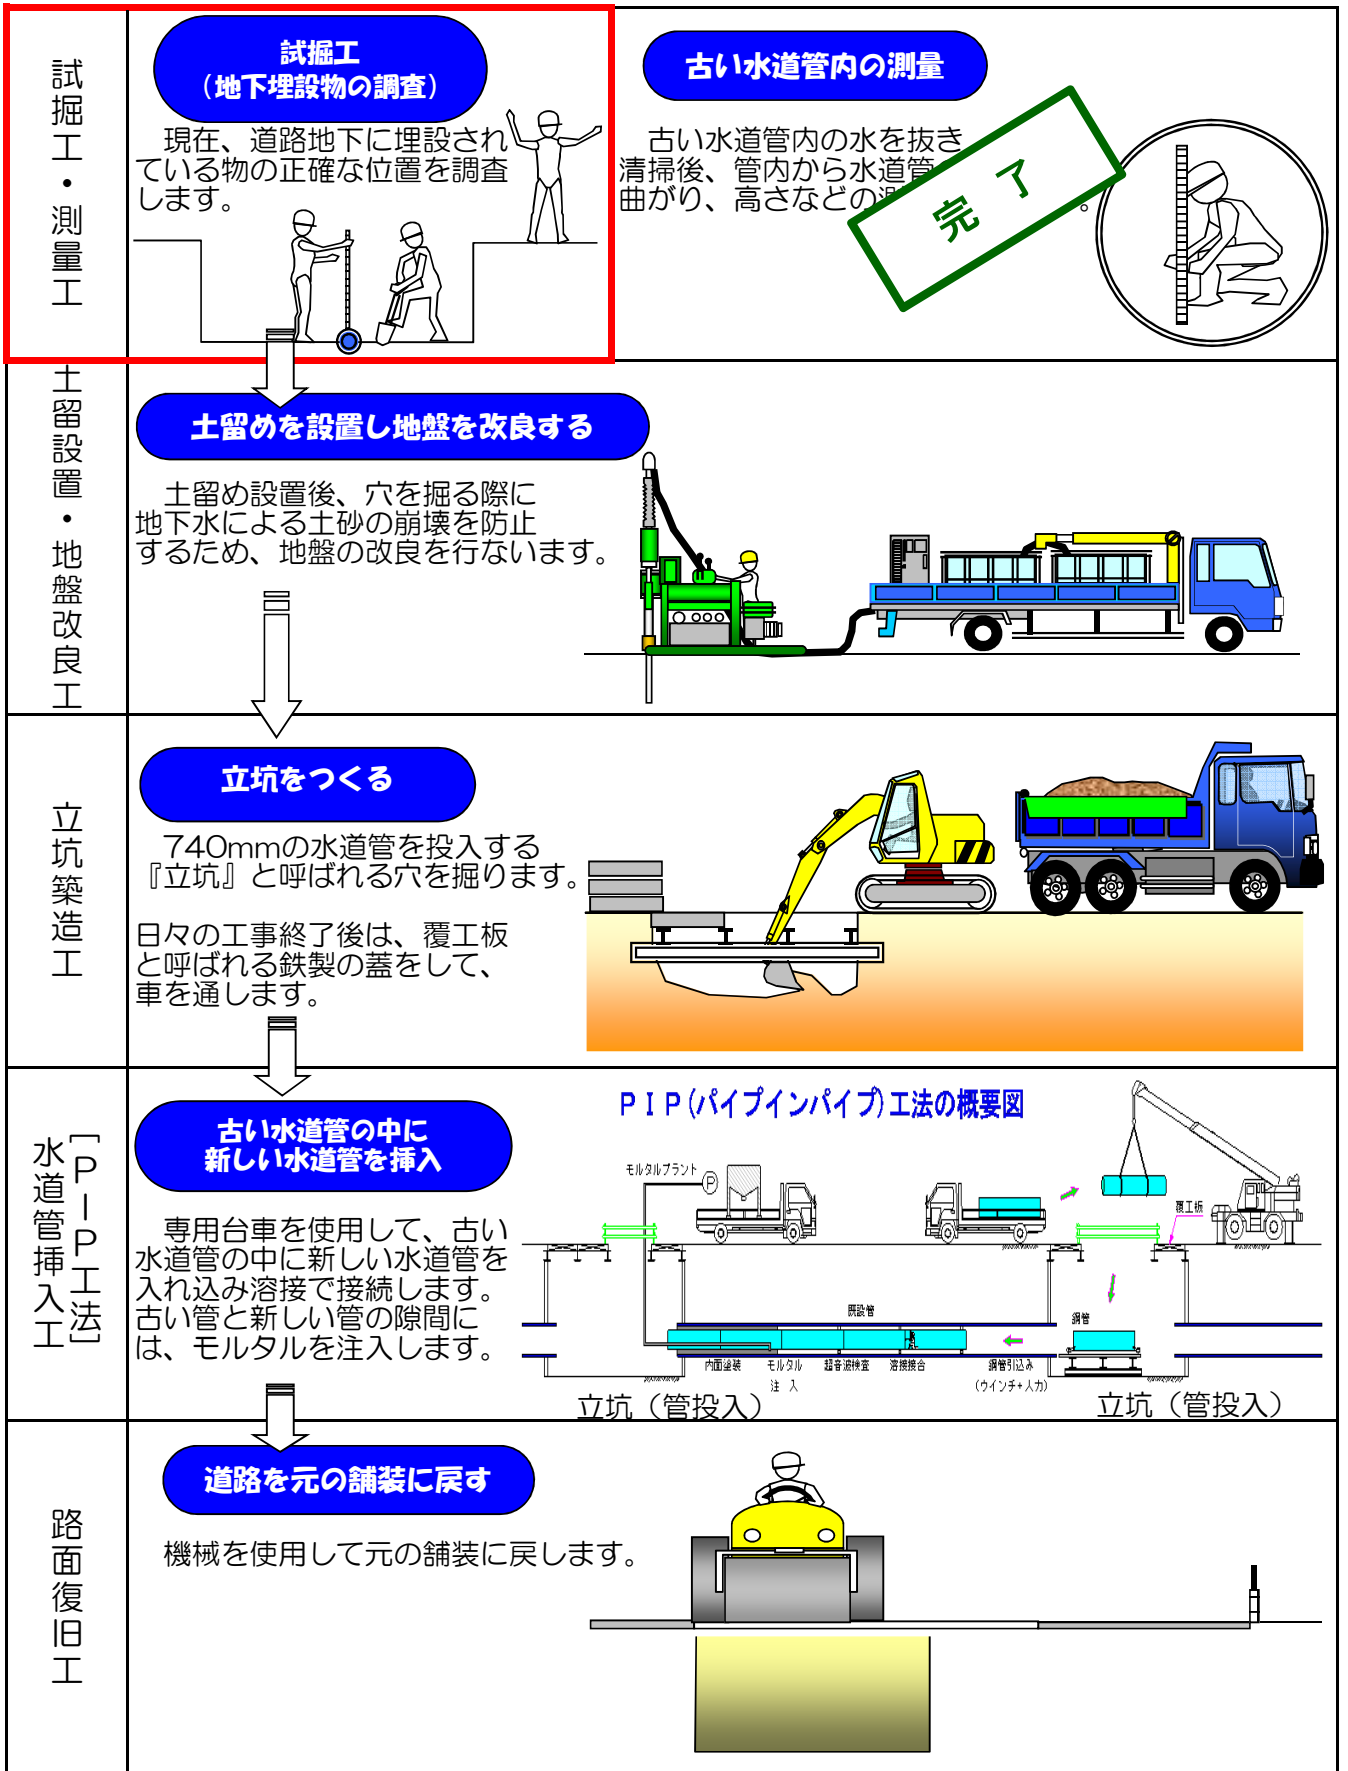 試掘工・測量工
試掘工
（地下埋設物の調査）
現在、道路地下に埋設され
ている物の正確な位置を調査
します。
古い水道管内の測量
古い水道管内の水を抜き
清掃後、管内から水道管
曲がり、高さなどの
。
完了
土留設置・地盤改良工
土留めを設置し地盤を改良する
土留め設置後、穴を掘る際に
地下水による土砂の崩壊を防止
するため、地盤の改良を行ないます。
立坑築造工
立坑をつくる
740mmの水道管を投入する
『立坑』と呼ばれる穴を掘ります。
日々の工事終了後は、覆工板
と呼ばれる鉄製の蓋をして、
車を通します。
水道管挿入工
［PIP工法］
古い水道管の中に
新しい水道管を挿入
専用台車を使用して、古い
水道管の中に新しい水道管を
入れ込み溶接で接続します。
古い管と新しい管の隙間に
は、モルタルを注入します。
PIP(パイプインパイプ)工法の概要図
モルタルプラント
P
覆工板
既設管
鋼管
内面塗装
モルタル
注 入
超音波検査
溶接接合
鋼管引込み
(ウインチ+人力)
立坑（管投入）
立坑（管投入）
路面復旧工
道路を元の舗装に戻す
機械を使用して元の舗装に戻します。